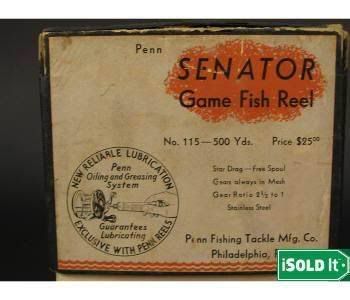 Penn
SENATOR
Game Fish Reel
No. 115—500 Yds. Price $2500
NEW RELIABLE LUBRICATION
Penn
Oiling and Greasing
System
Guarantees
Lubricating
EXCLUSIVE WITH PENN REELS
Star Drag—Free Spool
Gears always in Mesh
Gear Ratio 2½ to 1
Stainless Steel
Penn Fishing Tackle Mfg. Co.
Philadelphia,
iSOLD It